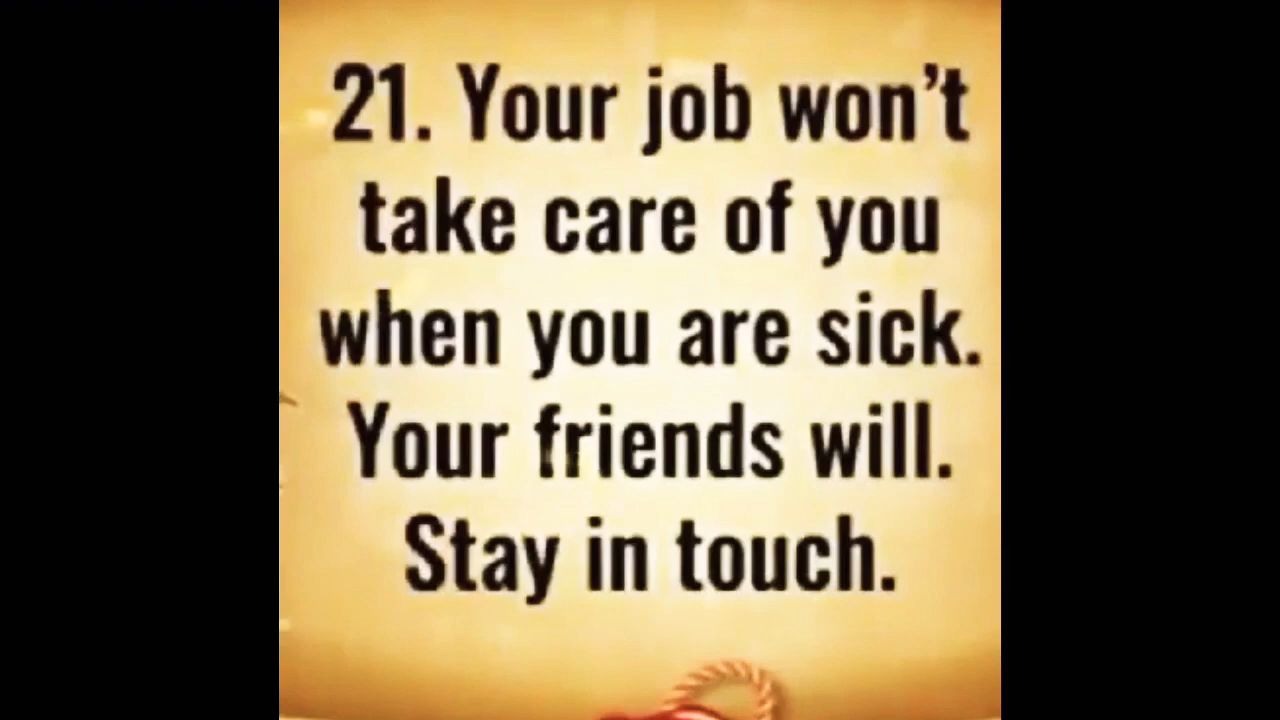 21. Your job won't
take care of you
when you are sick.
Your friends will.
Stay in touch.